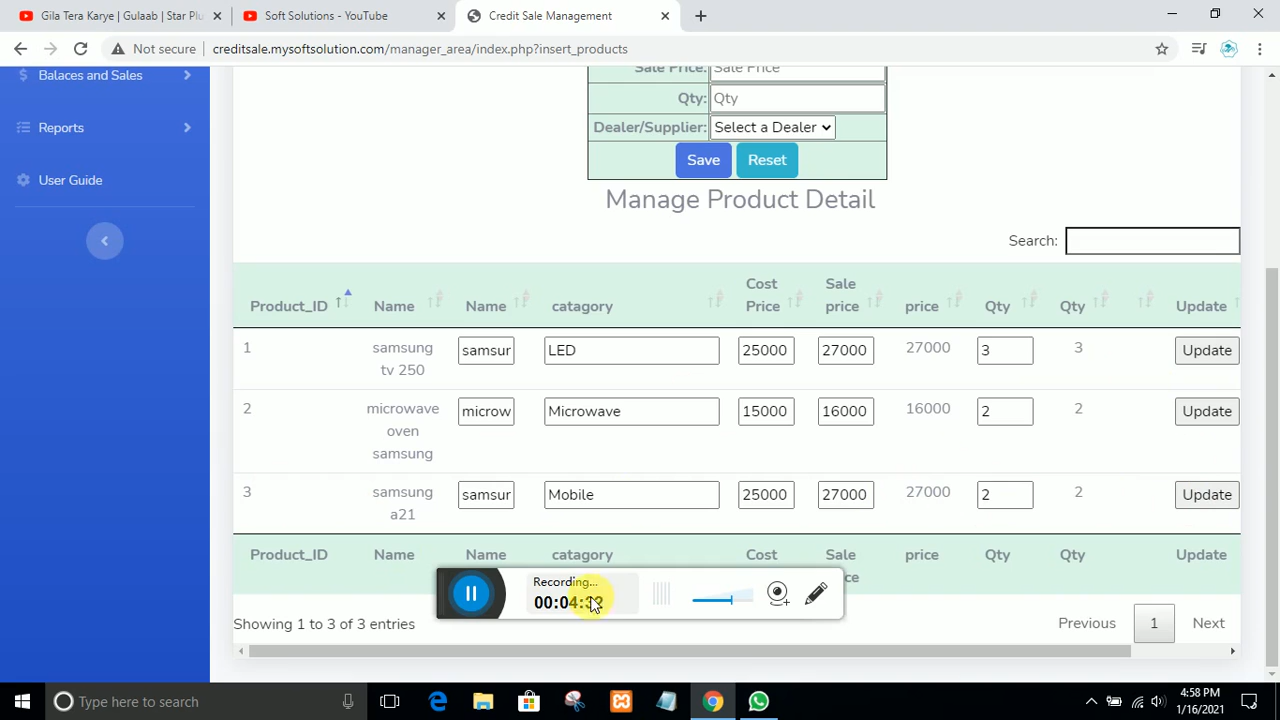 Gila Tera Karye | Gulaab | Star Plu
Soft Solutions - YouTube
Credit Sale Management
Not secure
creditsale.mysoftsolution.com/manager_area/index.php?insert_products
Balaces and Sales
Reports
User Guide
Sale Price: Sale Price
Qty: Qty
Dealer/Supplier: Select a Dealer
Save Reset
Manage Product Detail
Search:
Product_ID Name Name catagory Cost Price Sale price price Qty Qty Update
1 samsung tv 250 samsur LED 25000 27000 27000 3 3 Update
2 microwave oven samsung microw Microwave 15000 16000 16000 2 2 Update
3 samsung a21 samsur Mobile 25000 27000 27000 2 2 Update
Product_ID Name Name catagory Cost Sale price Qty Qty Update
Recording...
Showing 1 to 3 of 3 entries
Previous 1 Next
Type here to search
4:58 PM
1/16/2021